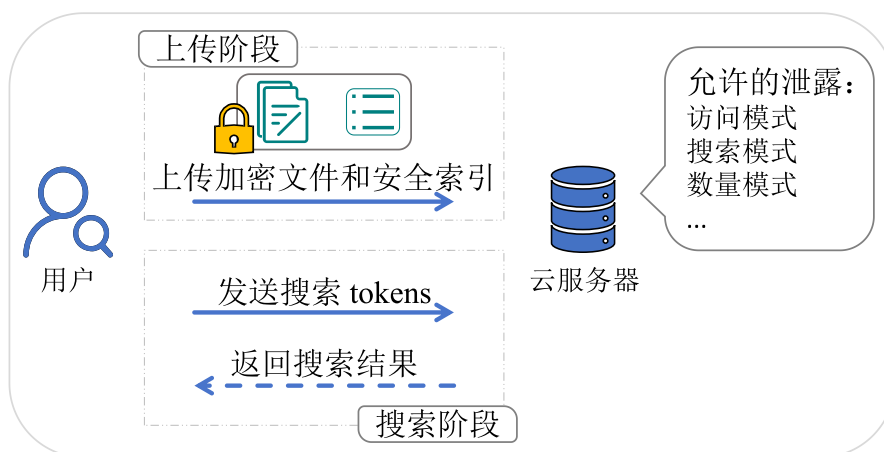 上传阶段
上传加密文件和安全索引
允许的泄露：
访问模式
搜索模式
数量模式
...
用户
云服务器
发送搜索 tokens
返回搜索结果
搜索阶段